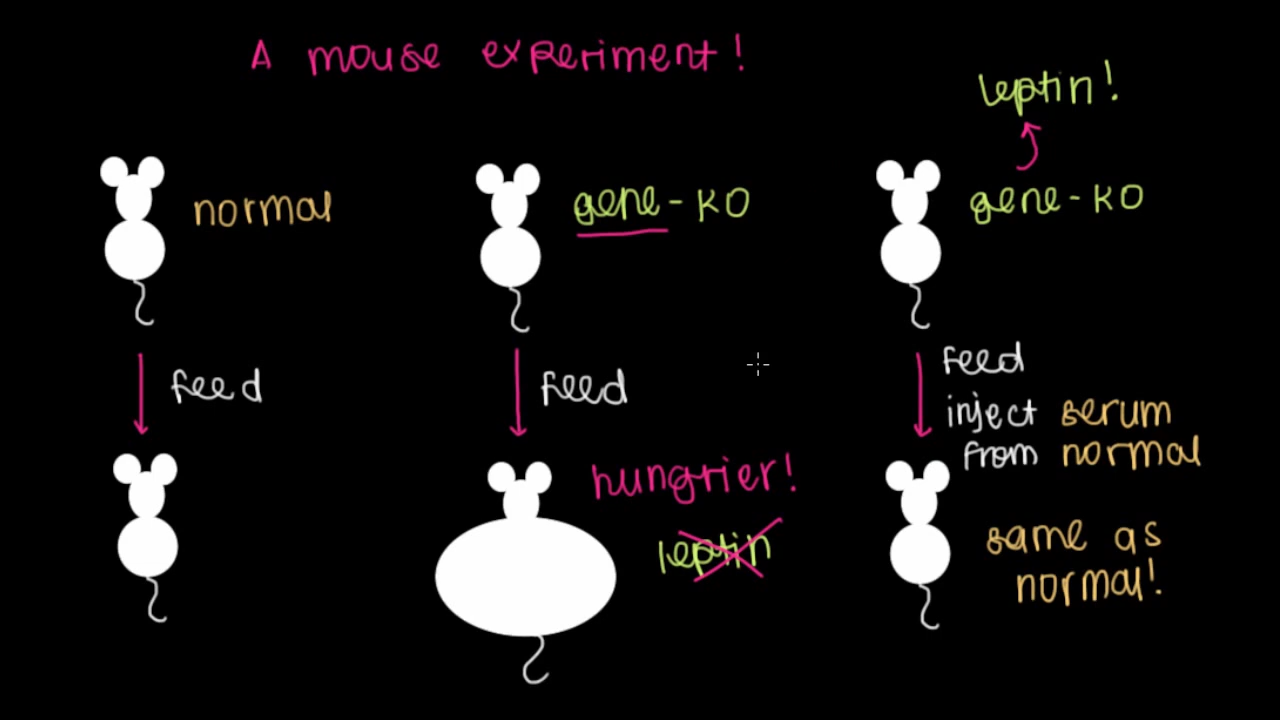 A mouse experiment!
leptin!
normal
gene-KO
gene-KO
feed
feed
feed
inject serum
from normal
hungrier!
leptin
same as
normal!